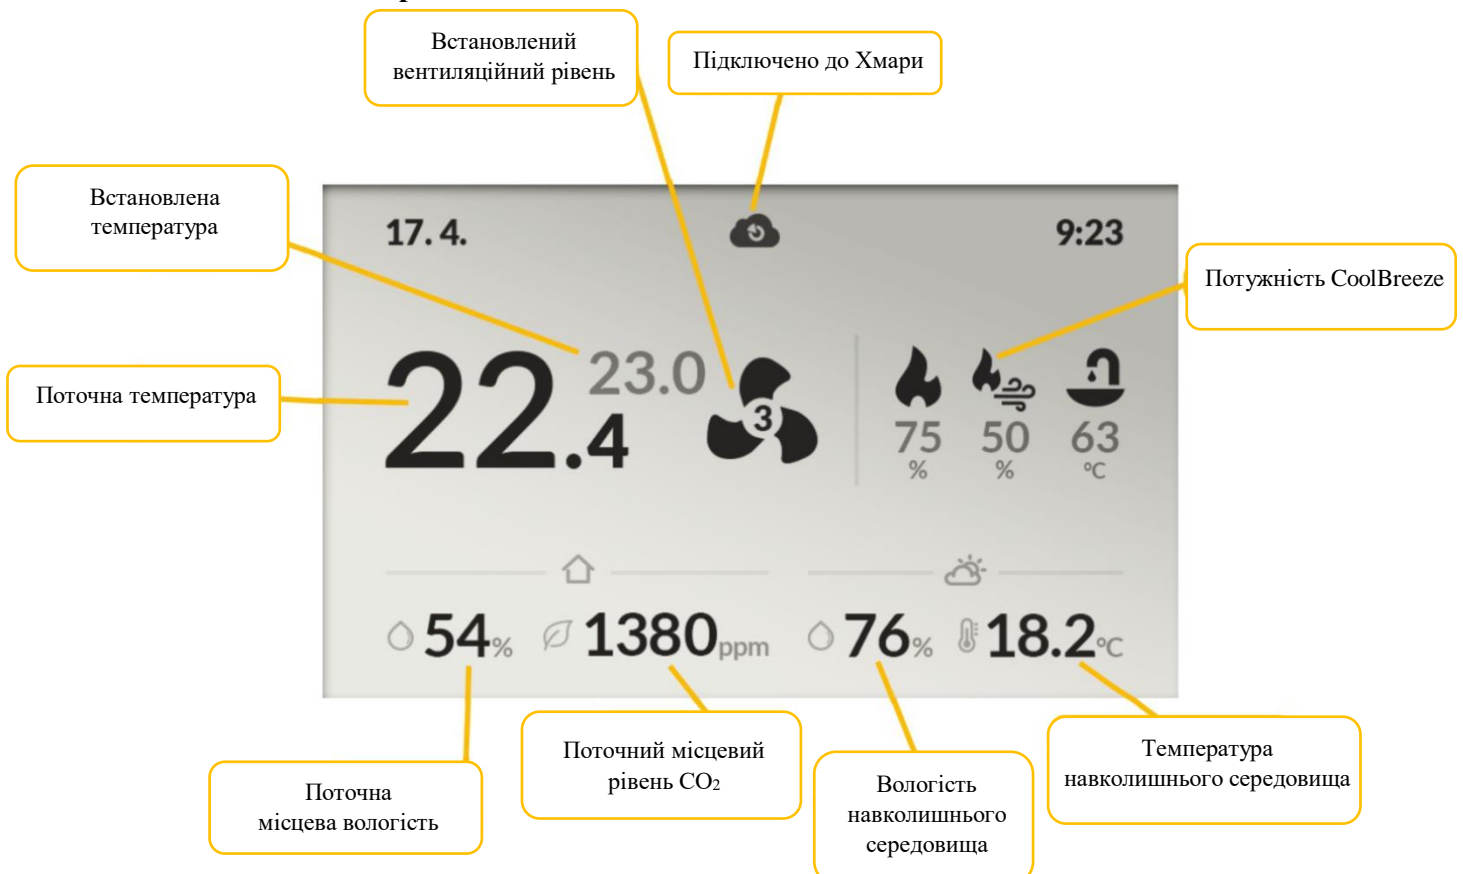 Встановлений
вентиляційний рівень
Підключено до Хмари
Встановлена
температура
17. 4.
9:23
Потужність CoolBreeze
Поточна температура
22.4
23.0
3
75
%
50
%
63
°C
54%
1380ppm
76%
18.2°C
Поточна
місцева вологість
Поточний місцевий
рівень CO₂
Вологість
навколишнього
середовища
Температура
навколишнього середовища